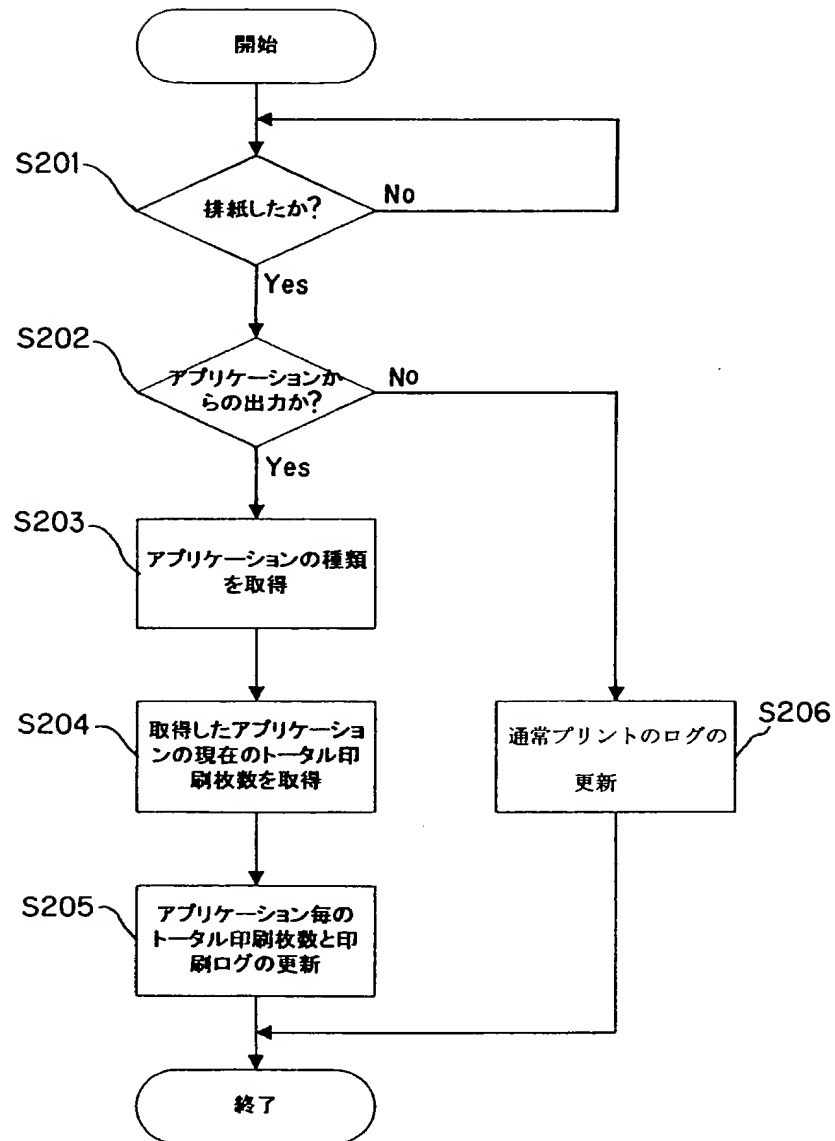 開始
S201
排紙したか?
No
Yes
S202
アプリケーションか
らの出力か?
No
Yes
S203
アプリケーションの種類
を取得
S204
取得したアプリケーショ
ンの現在のトータル印
刷枚数を取得
S206
通常プリントのログの
更新
S205
アプリケーション毎の
トータル印刷枚数と印
刷ログの更新
終了